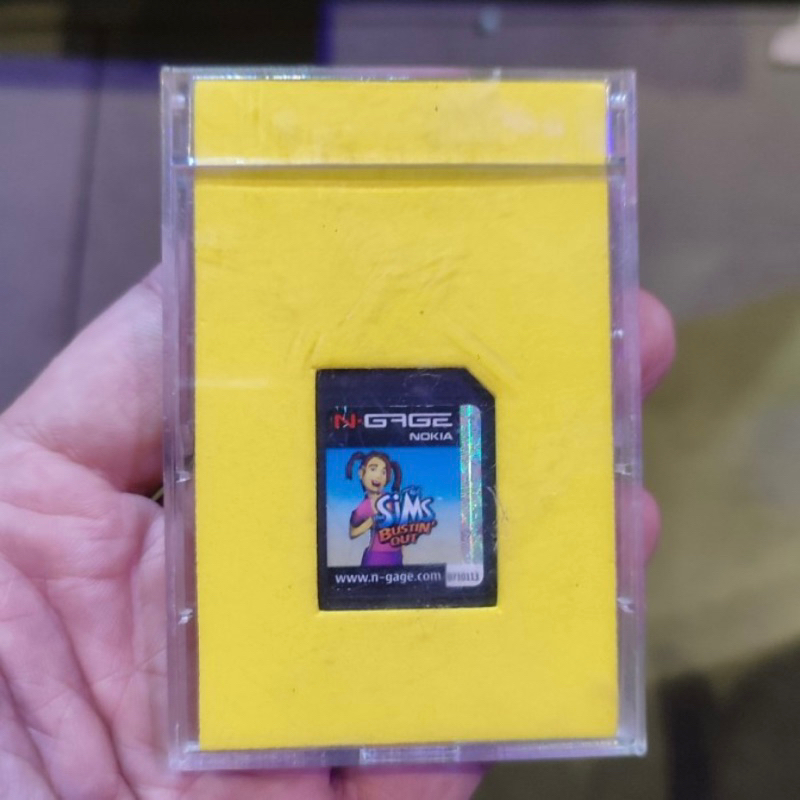 N·GAGE
NOKIA
The
SiMS
BUSTIN'
OUT
www.n-gage.com